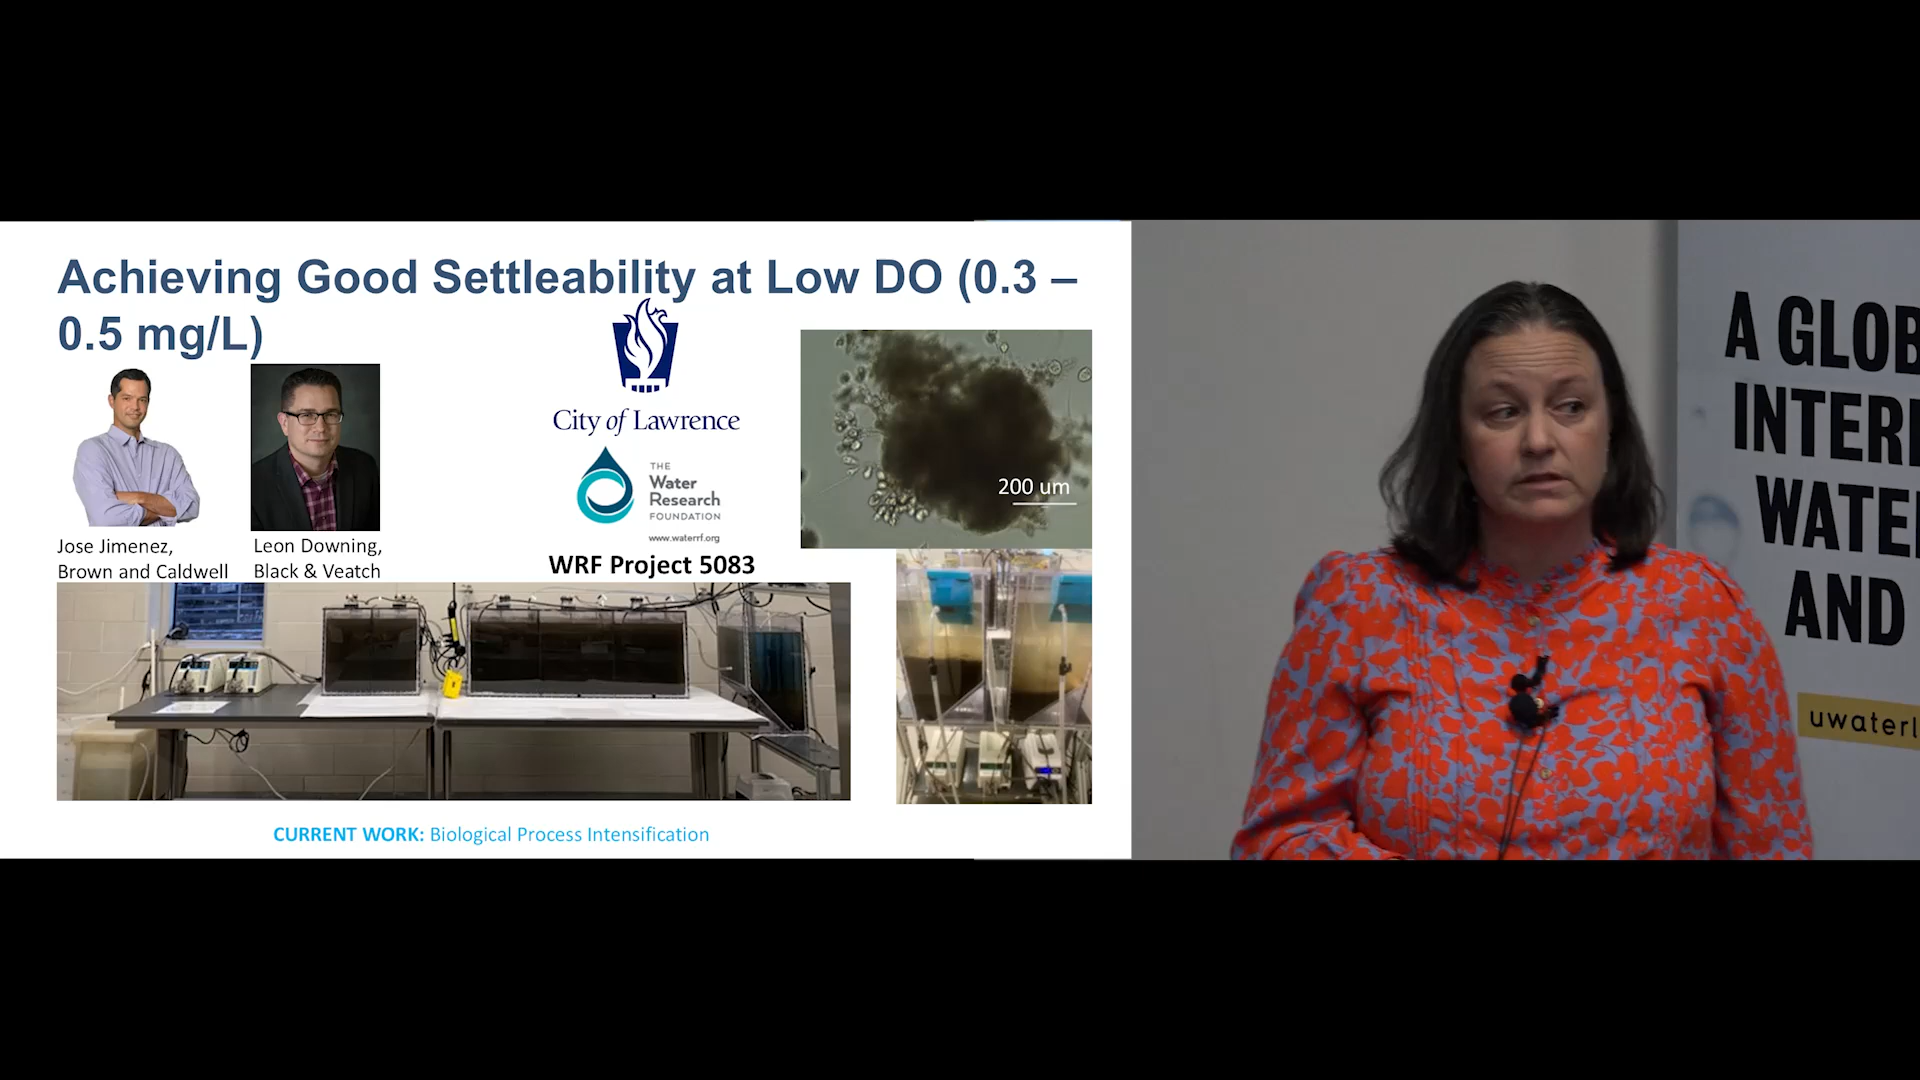 Achieving Good Settleability at Low DO (0.3 –
0.5 mg/L)
City of Lawrence
THE
Water
Research
FOUNDATION
www.waterrf.org
WRF Project 5083
Jose Jimenez,
Brown and Caldwell
Leon Downing,
Black & Veatch
200 um
CURRENT WORK: Biological Process Intensification
A GLOB
INTER
WATE
AND
uwaterl